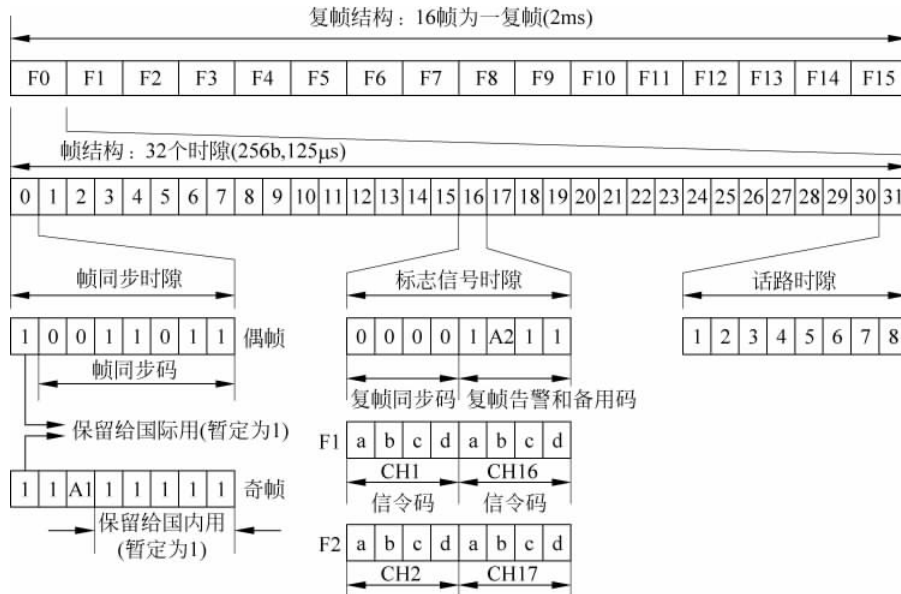 复帧结构：16帧为一复帧(2ms)
F0 F1 F2 F3 F4 F5 F6 F7 F8 F9 F10 F11 F12 F13 F14 F15
帧结构：32个时隙(256b,125μs)
0 1 2 3 4 5 6 7 8 9 10 11 12 13 14 15 16 17 18 19 20 21 22 23 24 25 26 27 28 29 30 31
帧同步时隙 标志信号时隙 话路时隙
1 0 0 1 1 0 1 1 偶帧 0 0 0 0 1 A2 1 1 1 2 3 4 5 6 7 8
帧同步码 复帧同步码 复帧告警和备用码
保留给国际用(暂定为1) F1 a b c d a b c d
CH1 CH16
1 1 A1 1 1 1 1 1 奇帧 信令码 信令码
保留给国内用
(暂定为1) F2 a b c d a b c d
CH2 CH17